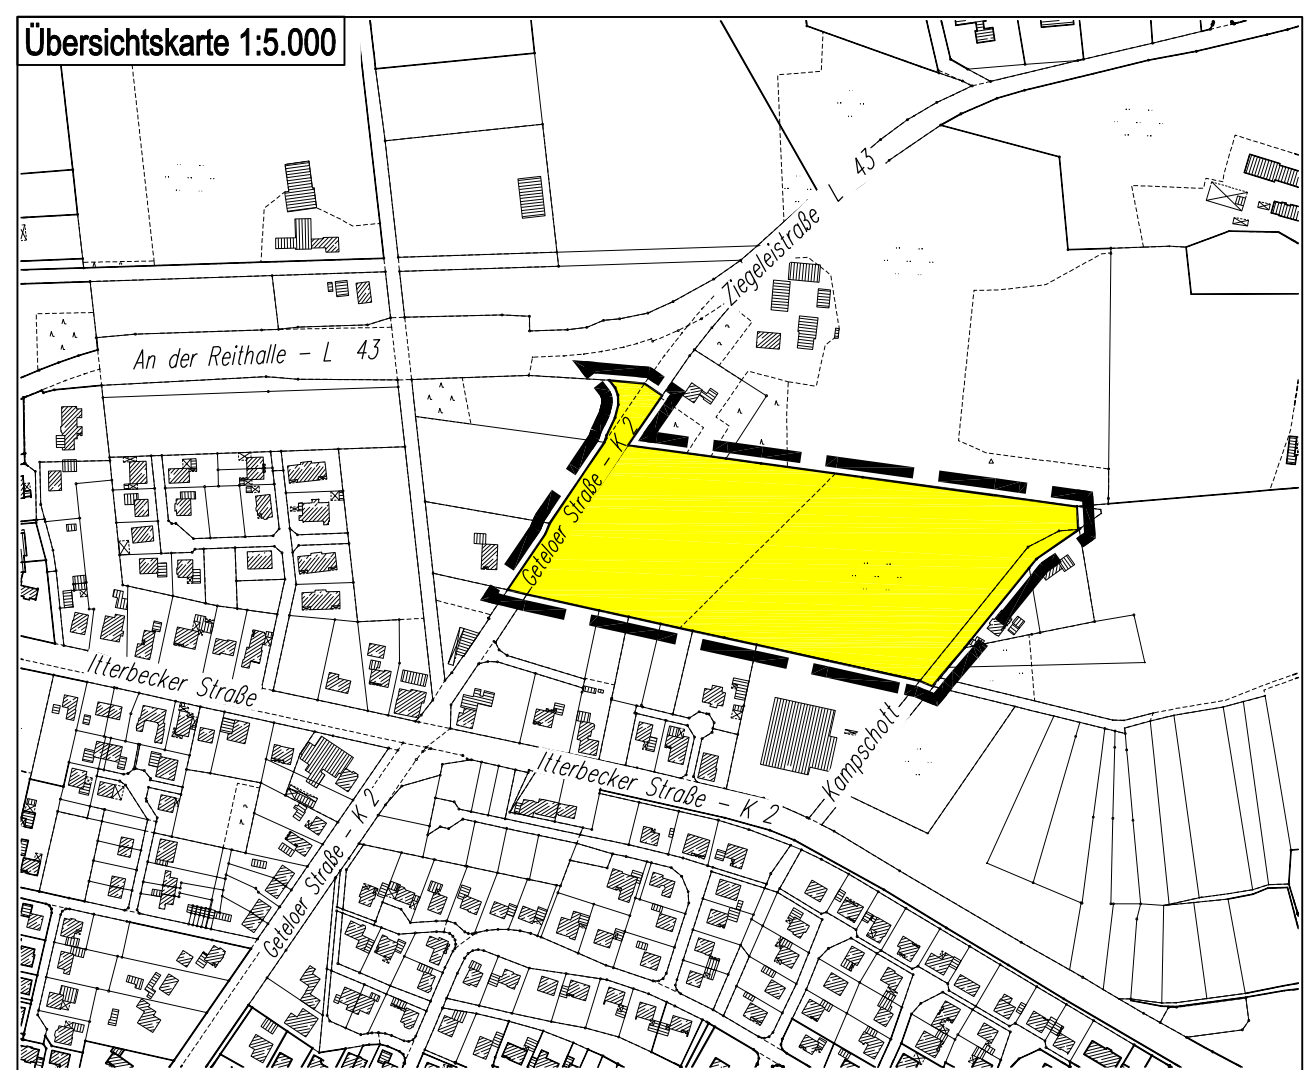 Übersichtskarte 1:5.000
Ziegeleistraße L 43
An der Reithalle - L 43
Geteloer Straße - K 2
Itterbecker Straße
Itterbecker Straße - K 2
Kampschott
Geteloer Straße - K 2